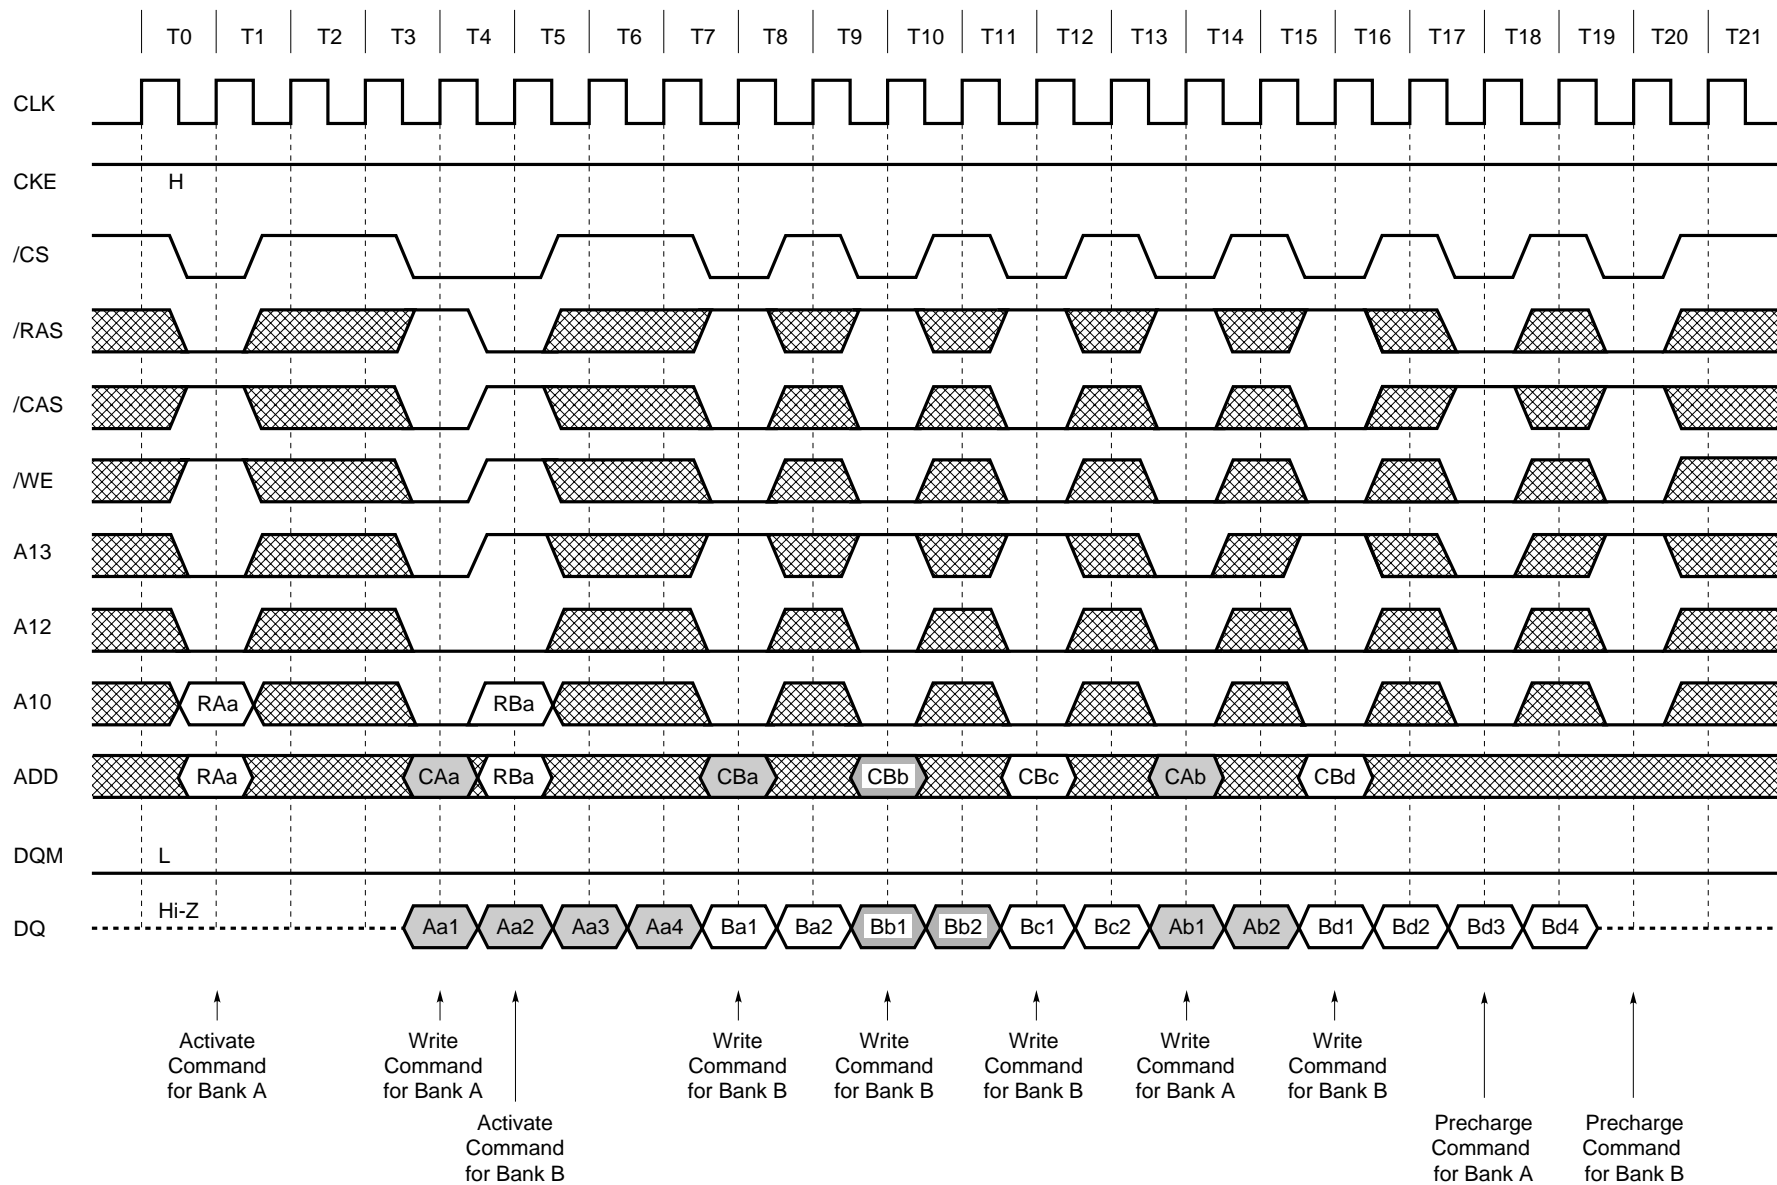 T0 T1 T2 T3 T4 T5 T6 T7 T8 T9 T10 T11 T12 T13 T14 T15 T16 T17 T18 T19 T20 T21
CLK
CKE H
/CS
/RAS
/CAS
/WE
A13
A12
A10 RAa RBa
ADD RAa CAa RBa CBa CBb CBc CAb CBd
DQM L
DQ Hi-Z Aa1 Aa2 Aa3 Aa4 Ba1 Ba2 Bb1 Bb2 Bc1 Bc2 Ab1 Ab2 Bd1 Bd2 Bd3 Bd4
Activate
Command
for Bank A
Write
Command
for Bank A
Activate
Command
for Bank B
Write
Command
for Bank B
Write
Command
for Bank B
Write
Command
for Bank B
Write
Command
for Bank A
Write
Command
for Bank B
Precharge
Command
for Bank A
Precharge
Command
for Bank B